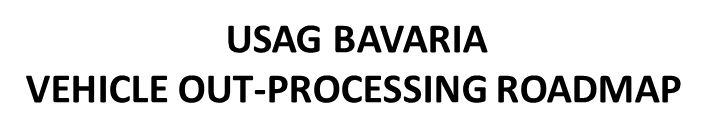 USAG BAVARIA
VEHICLE OUT-PROCESSING ROADMAP